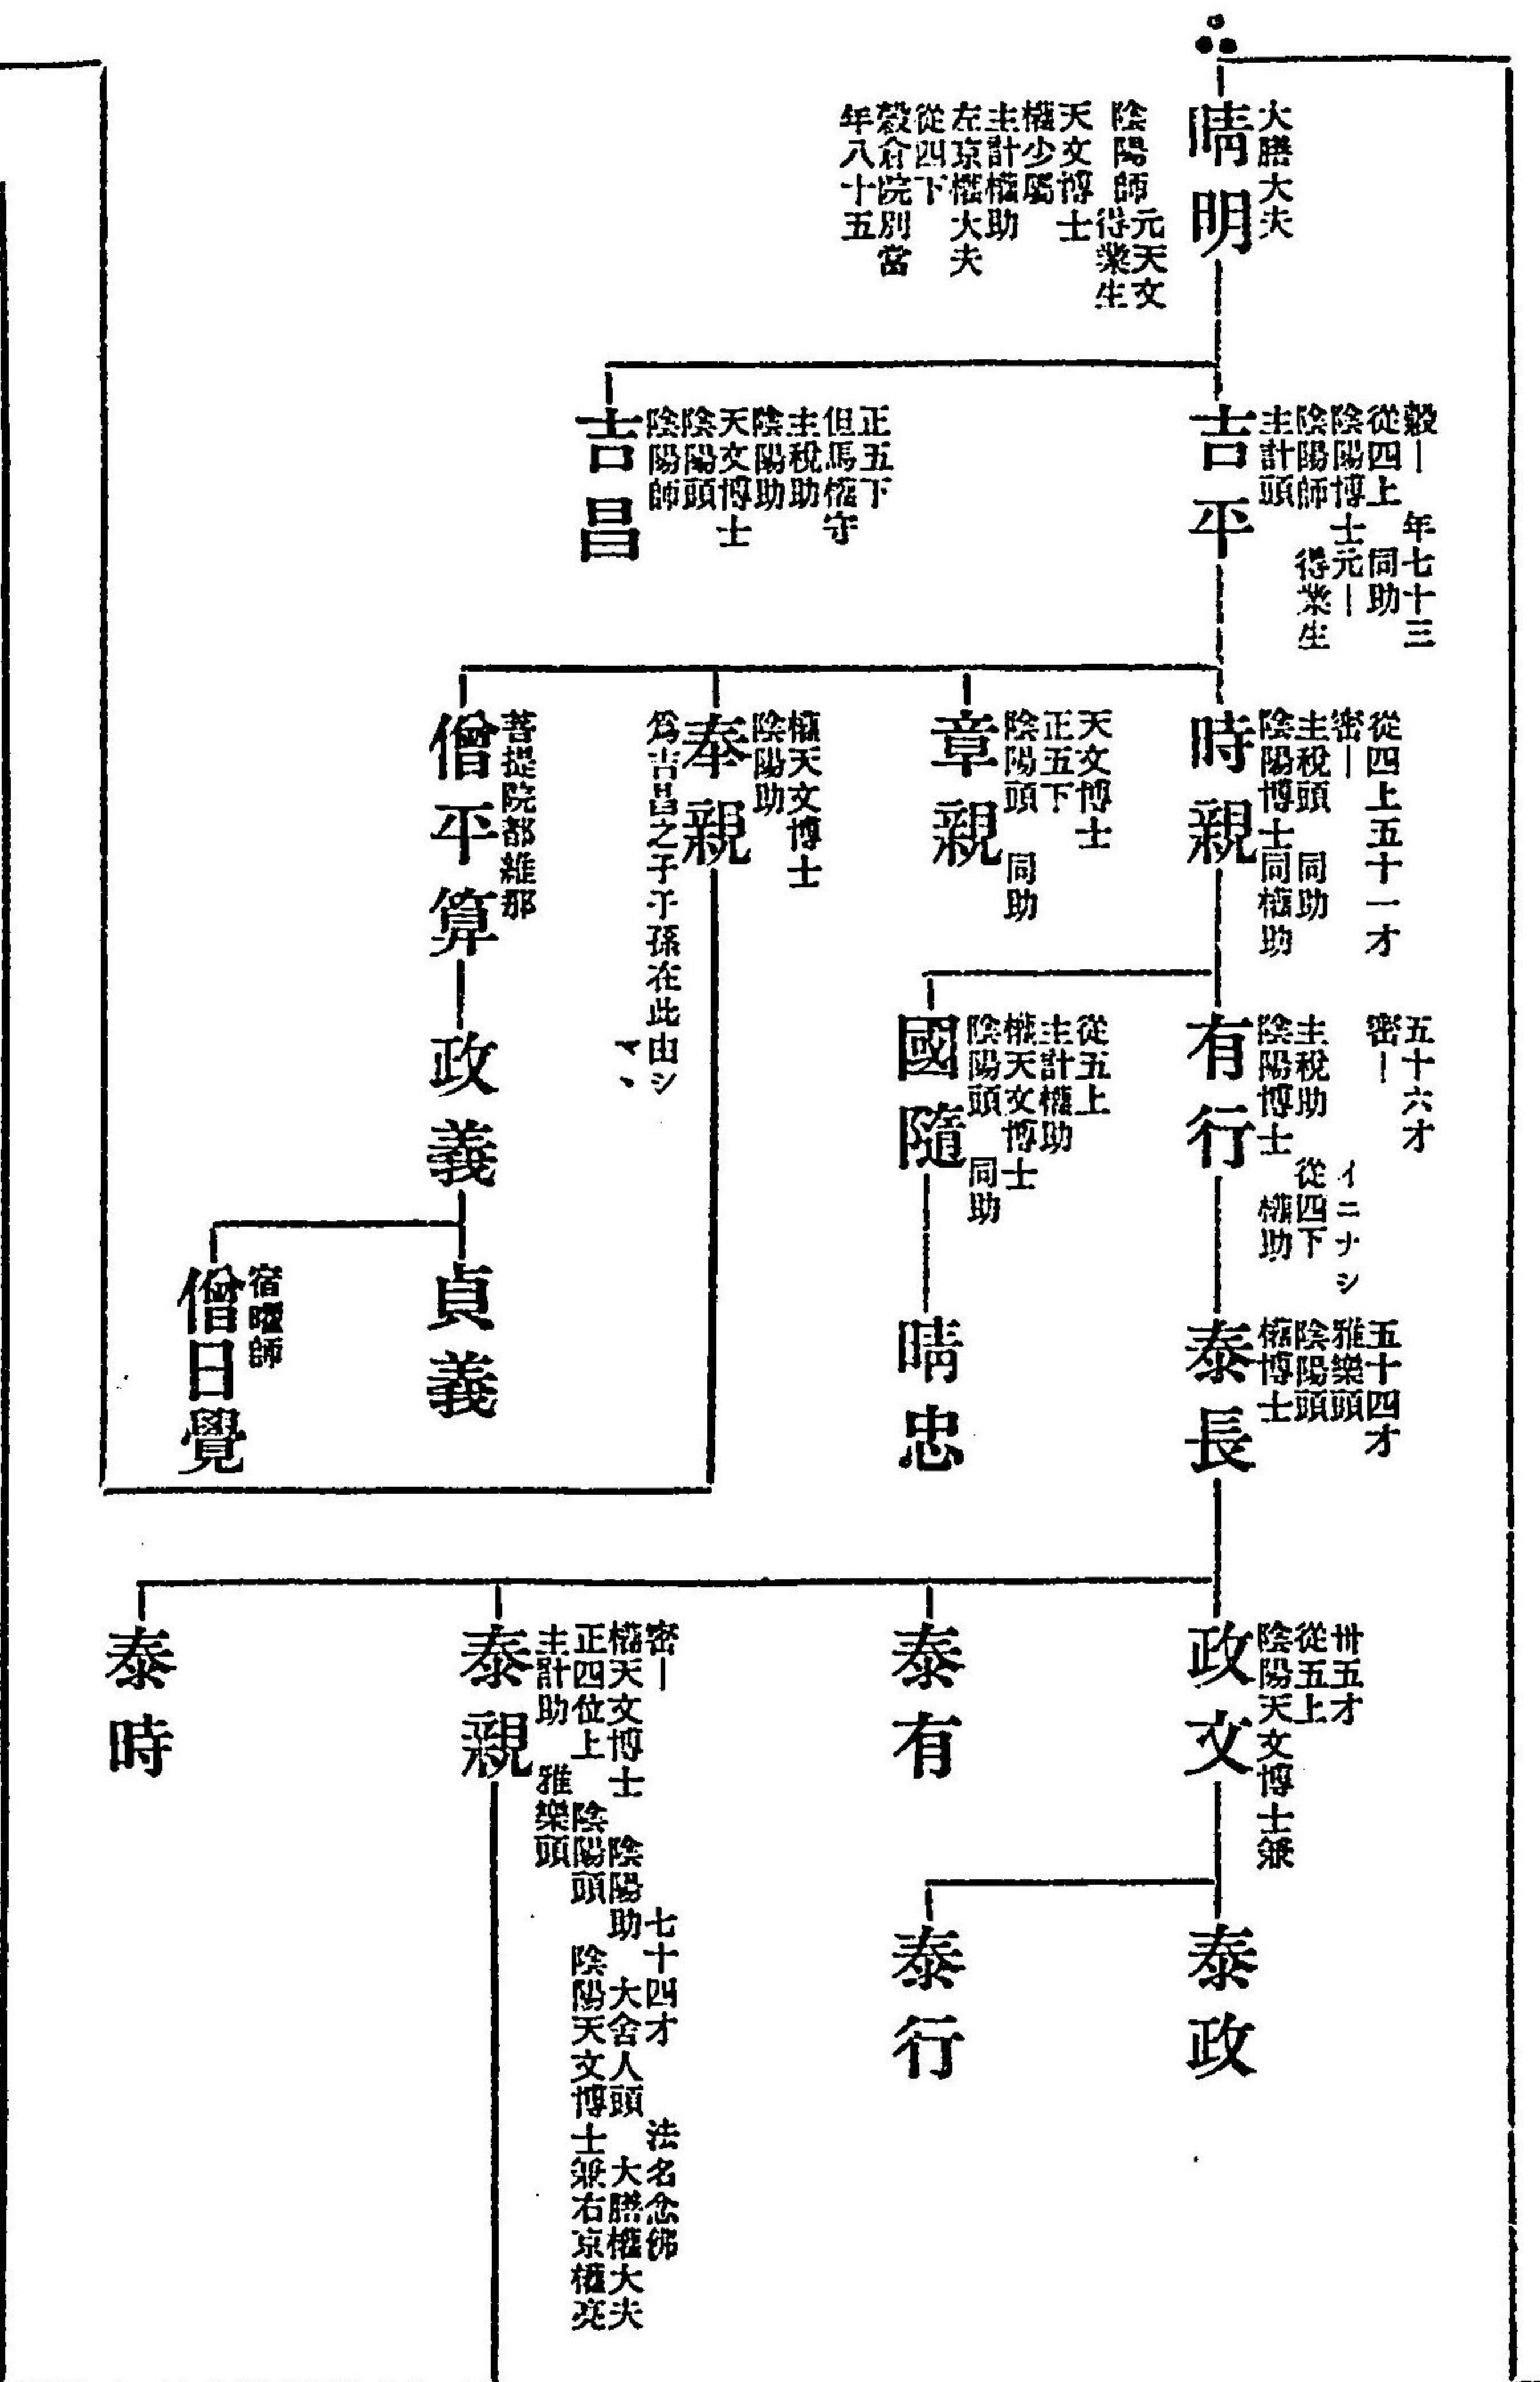 大膳大夫
晴明
陰陽師 元天文
得業生
天文博士
權少屬
主計權助
左京權大夫
從四下
穀倉院別當
年八十五
穀― 年七十三
從四上 同助
陰陽博士元―
陰陽師 得業生
主計頭
吉平
正五下
但馬權守
主税助
陰陽助
天文博士
陰陽頭
陰陽師
吉昌
從四上五十一才
密―
主税頭 同助
陰陽博士同權助
時親
天文博士
正五下
陰陽頭 同助
章親
權天文博士
陰陽助
奉親
爲吉昌之子子孫在此由シ
マヽ
菩提院都維那
僧平算
政義
貞義
宿曜師
僧日覺
五十六才
密―
イニナシ
主税助 從四下
陰陽博士 權助
有行
從五上
主計權助
權天文博士
陰陽頭 同助
國隨
晴忠
五十四才
雅樂頭
陰陽頭
權博士
泰長
卅五才
從五上
陰陽天文博士兼
政文
泰政
泰行
泰有
密― 七十四才 法名念佛
權天文博士 陰陽助 大舍人頭 大膳權大夫
正四位上 陰陽頭 陰陽天文博士兼右京權亮
主計助 雅樂頭
泰親
泰時